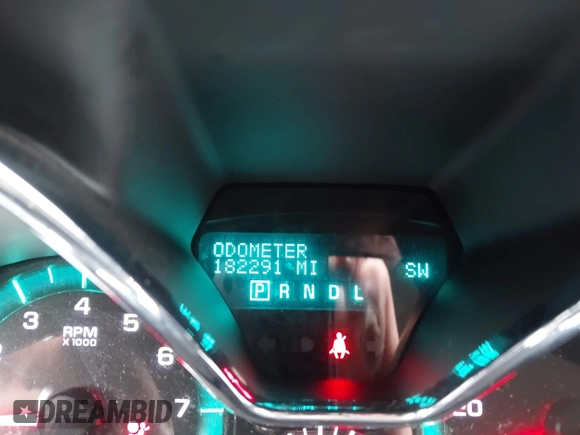 ODOMETER
182291 MI
SW
P R N D L
3 4 5 6 7
RPM
X1000
20
DREAMBID